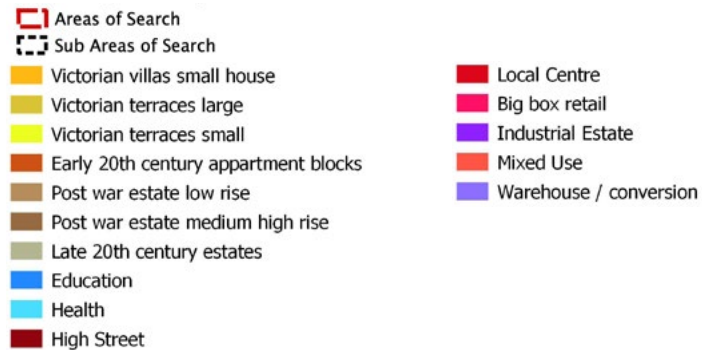 Areas of Search
Sub Areas of Search
Victorian villas small house
Victorian terraces large
Victorian terraces small
Early 20th century appartment blocks
Post war estate low rise
Post war estate medium high rise
Late 20th century estates
Education
Health
High Street
Local Centre
Big box retail
Industrial Estate
Mixed Use
Warehouse / conversion